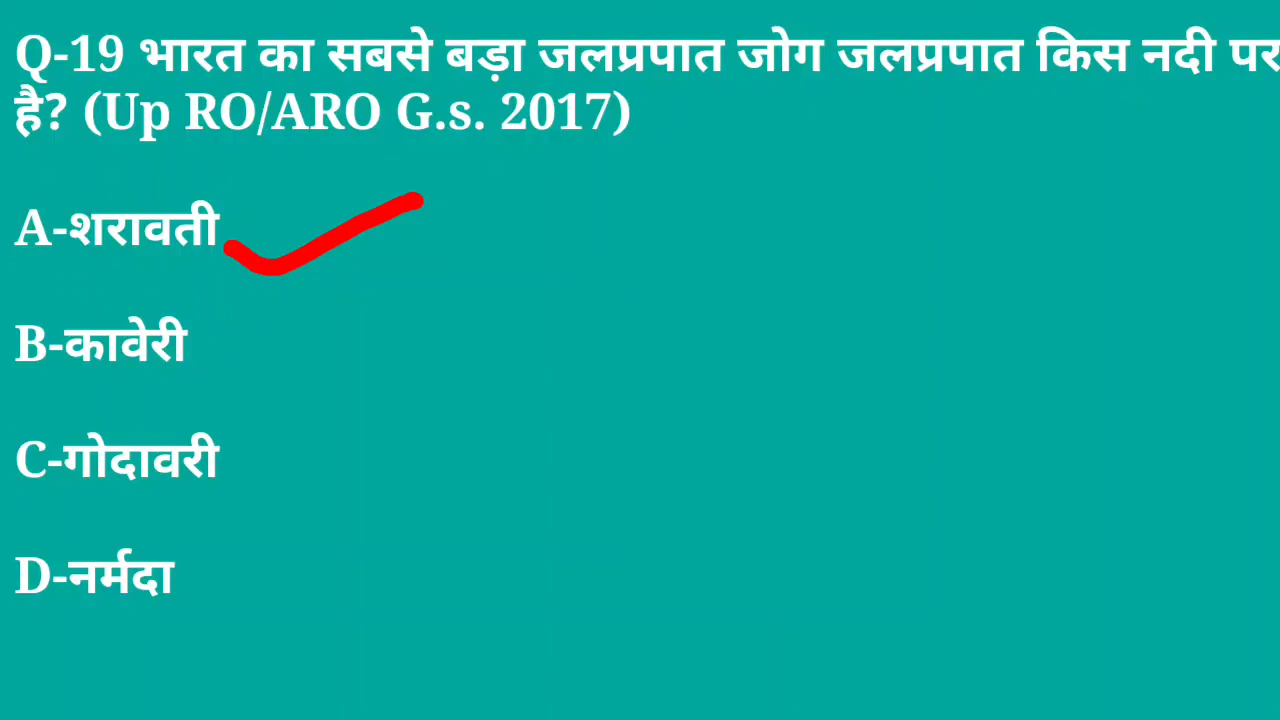 Q-19 भारत का सबसे बड़ा जलप्रपात जोग जलप्रपात किस नदी पर
है? (Up RO/ARO G.s. 2017)
A-शरावती
B-कावेरी
C-गोदावरी
D-नर्मदा